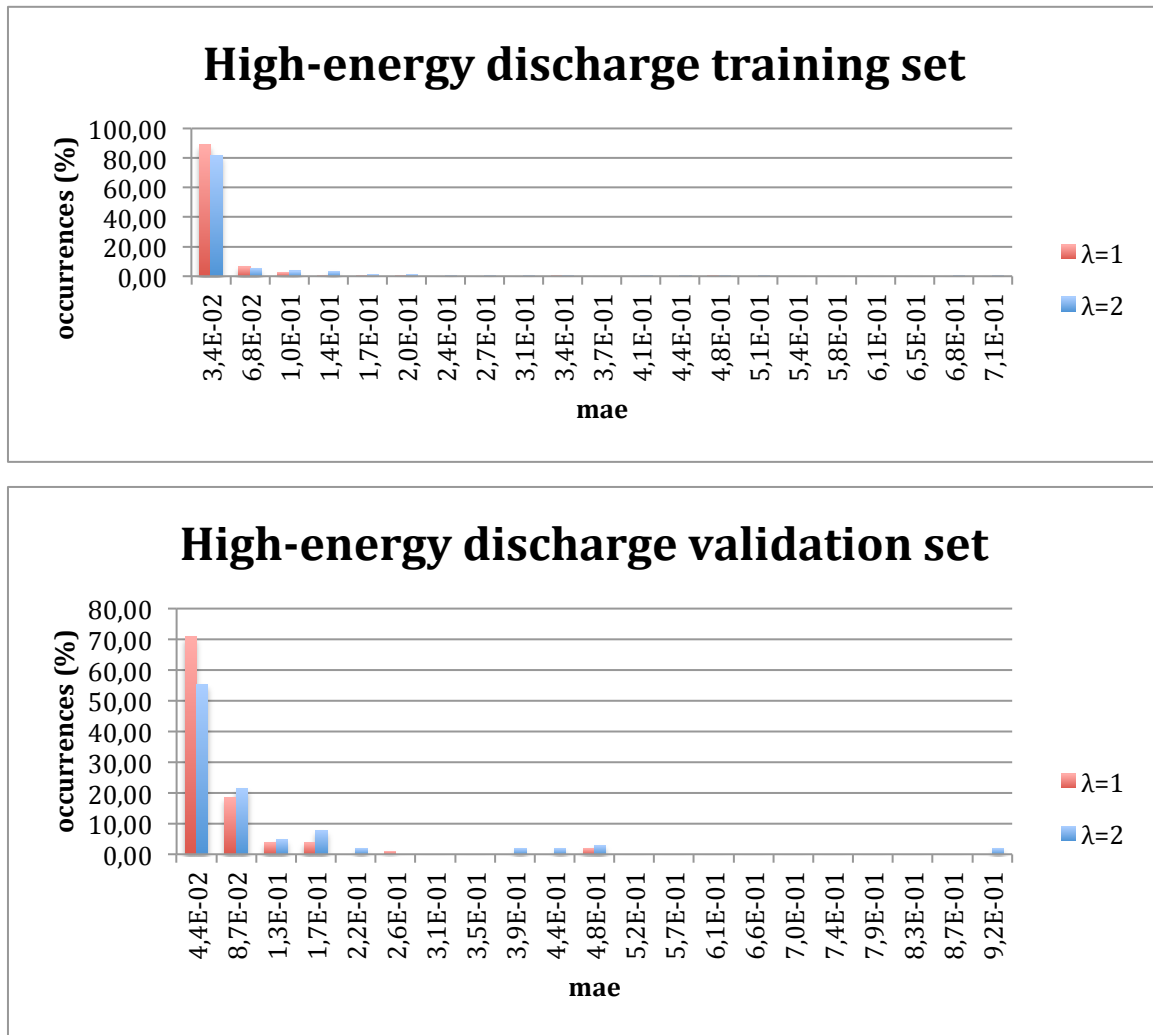 High-energy discharge training set
occurrences (%)
100,00
80,00
60,00
40,00
20,00
0,00
3,4E-02
6,8E-02
1,0E-01
1,4E-01
1,7E-01
2,0E-01
2,4E-01
2,7E-01
3,1E-01
3,4E-01
3,7E-01
4,1E-01
4,4E-01
4,8E-01
5,1E-01
5,4E-01
5,8E-01
6,1E-01
6,5E-01
6,8E-01
7,1E-01
mae
λ=1
λ=2
High-energy discharge validation set
occurrences (%)
80,00
70,00
60,00
50,00
40,00
30,00
20,00
10,00
0,00
4,4E-02
8,7E-02
1,3E-01
1,7E-01
2,2E-01
2,6E-01
3,1E-01
3,5E-01
3,9E-01
4,4E-01
4,8E-01
5,2E-01
5,7E-01
6,1E-01
6,6E-01
7,0E-01
7,4E-01
7,9E-01
8,3E-01
8,7E-01
9,2E-01
mae
λ=1
λ=2